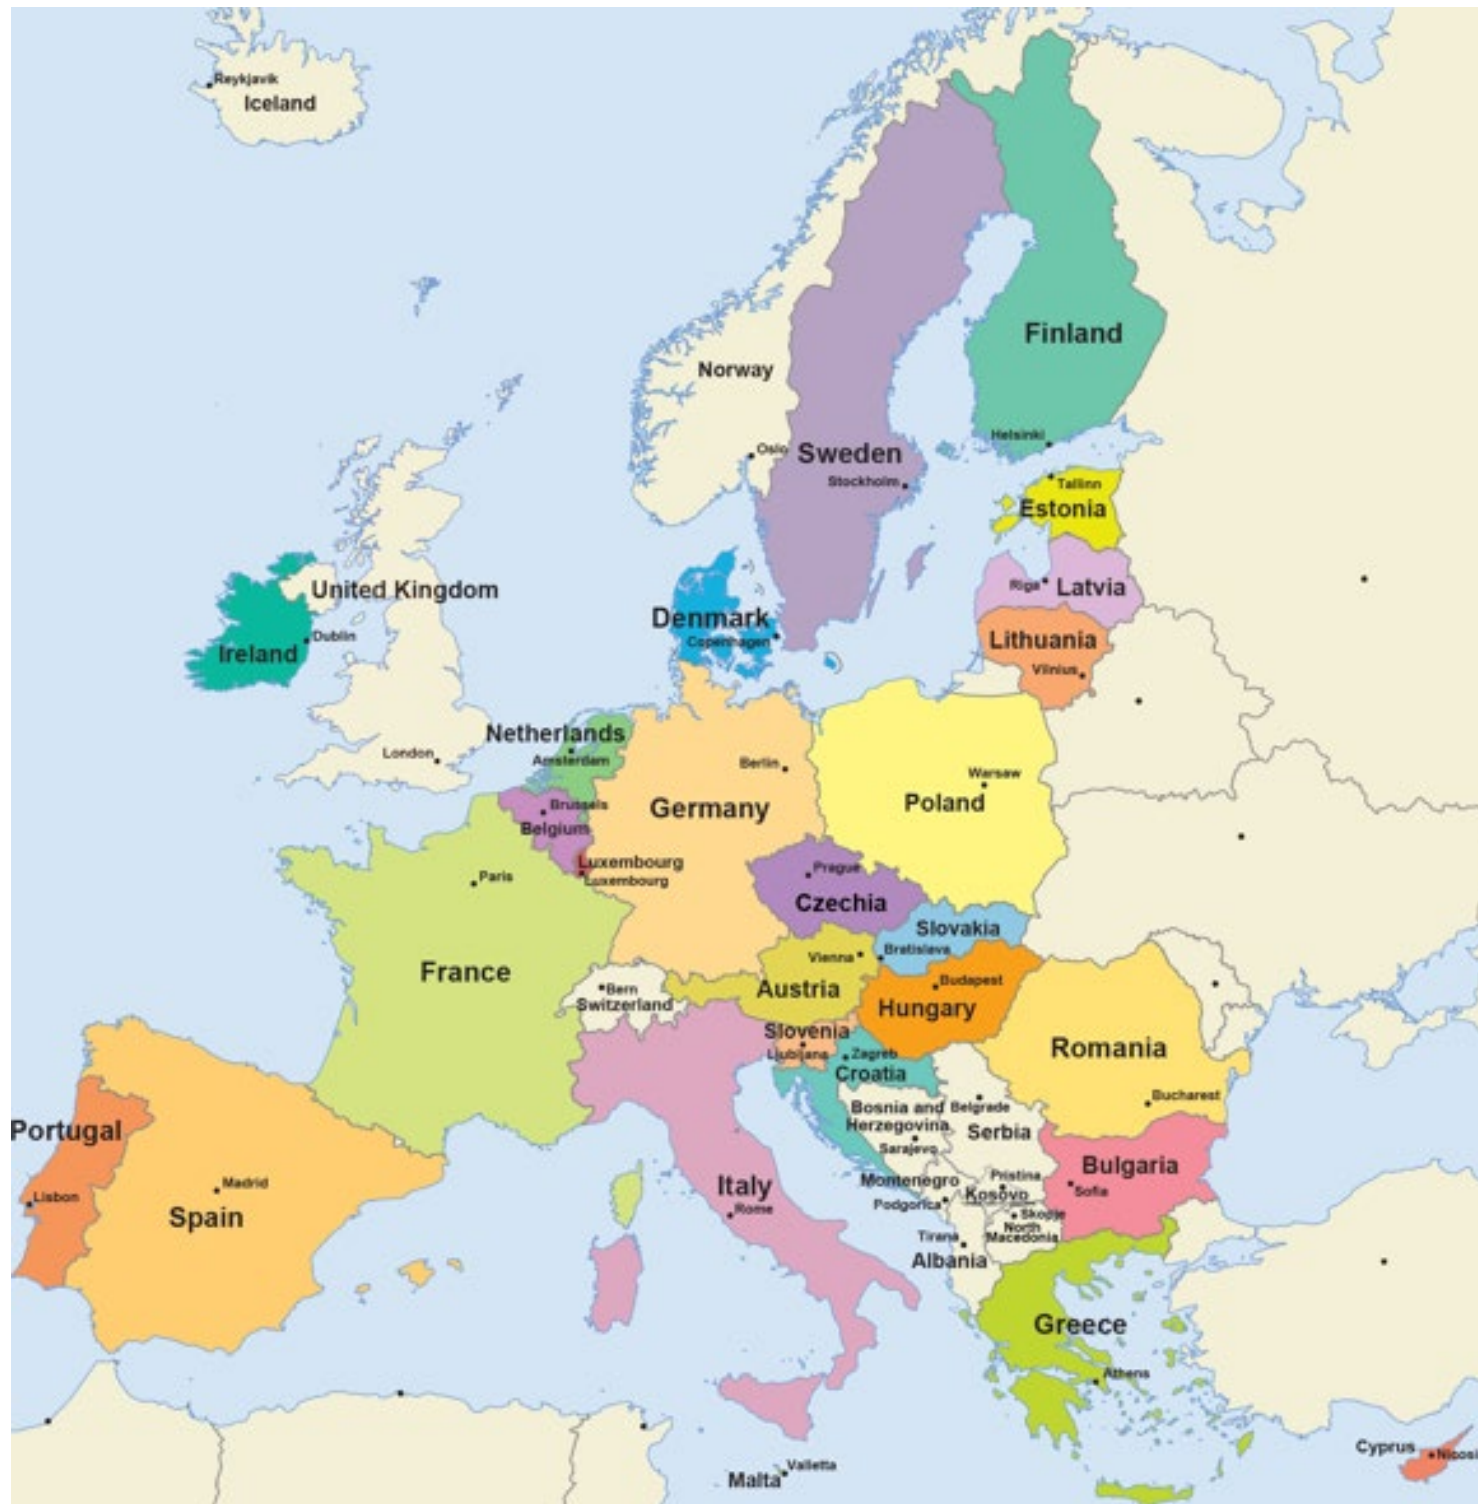 Reykjavik
Iceland
Finland
Norway
Helsinki
Oslo
Sweden
Stockholm
Tallinn
Estonia
United Kingdom
Riga
Latvia
Denmark
Copenhagen
Dublin
Ireland
Lithuania
Vilnius
Netherlands
Amsterdam
London
Berlin
Warsaw
Poland
Germany
Brussels
Belgium
Luxembourg
Luxembourg
Paris
Prague
Czechia
Slovakia
Bratislava
Vienna
France
Austria
Bern
Switzerland
Budapest
Hungary
Slovenia
Ljubljana
Zagreb
Croatia
Romania
Bucharest
Bosnia and
Herzegovina
Sarajevo
Belgrade
Serbia
Portugal
Lisbon
Madrid
Spain
Italy
Rome
Montenegro
Podgorica
Pristina
Kosovo
Bulgaria
Sofia
Skopje
North
Macedonia
Tirana
Albania
Greece
Athens
Malta
Valletta
Cyprus
Nicosi